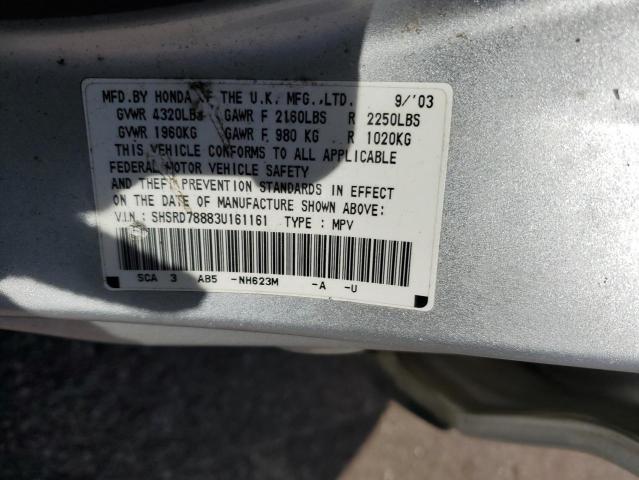 MFD.BY HONDA OF THE U.K. MFG.,LTD. 9/'03
GVWR 4320LBS GAWR F 2160LBS R 2250LBS
GVWR 1960KG GAWR F 980 KG R 1020KG
THIS VEHICLE CONFORMS TO ALL APPLICABLE
FEDERAL MOTOR VEHICLE SAFETY
AND THEFT PREVENTION STANDARDS IN EFFECT
ON THE DATE OF MANUFACTURE SHOWN ABOVE:
V.I.N : SHSRD78883U161161 TYPE : MPV
SCA 3 AB5 -NH623M -A -U